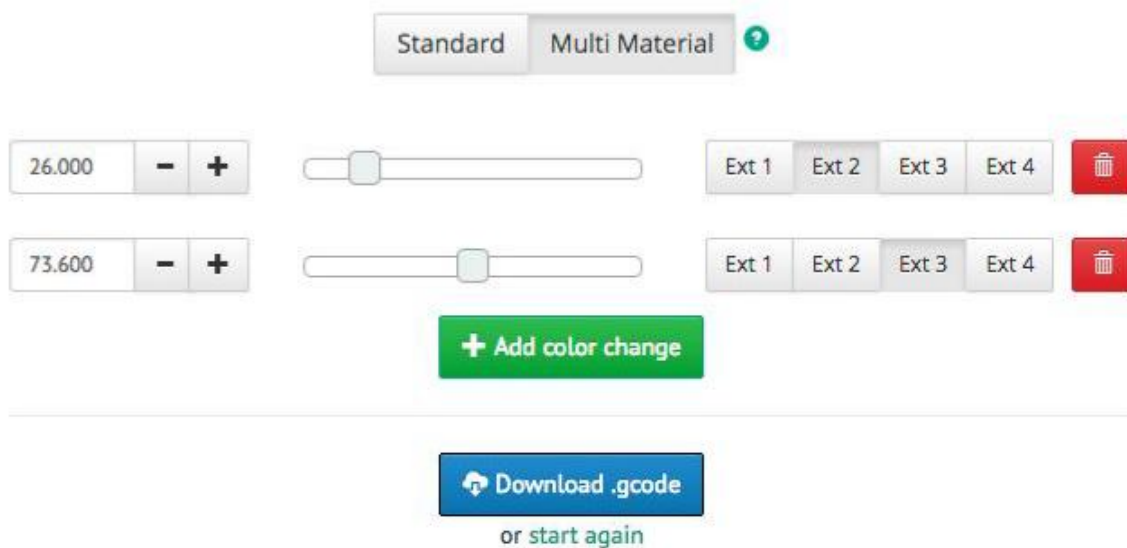 Standard Multi Material ?
26.000 - + Ext 1 Ext 2 Ext 3 Ext 4
73.600 - + Ext 1 Ext 2 Ext 3 Ext 4
+ Add color change
Download .gcode
or start again